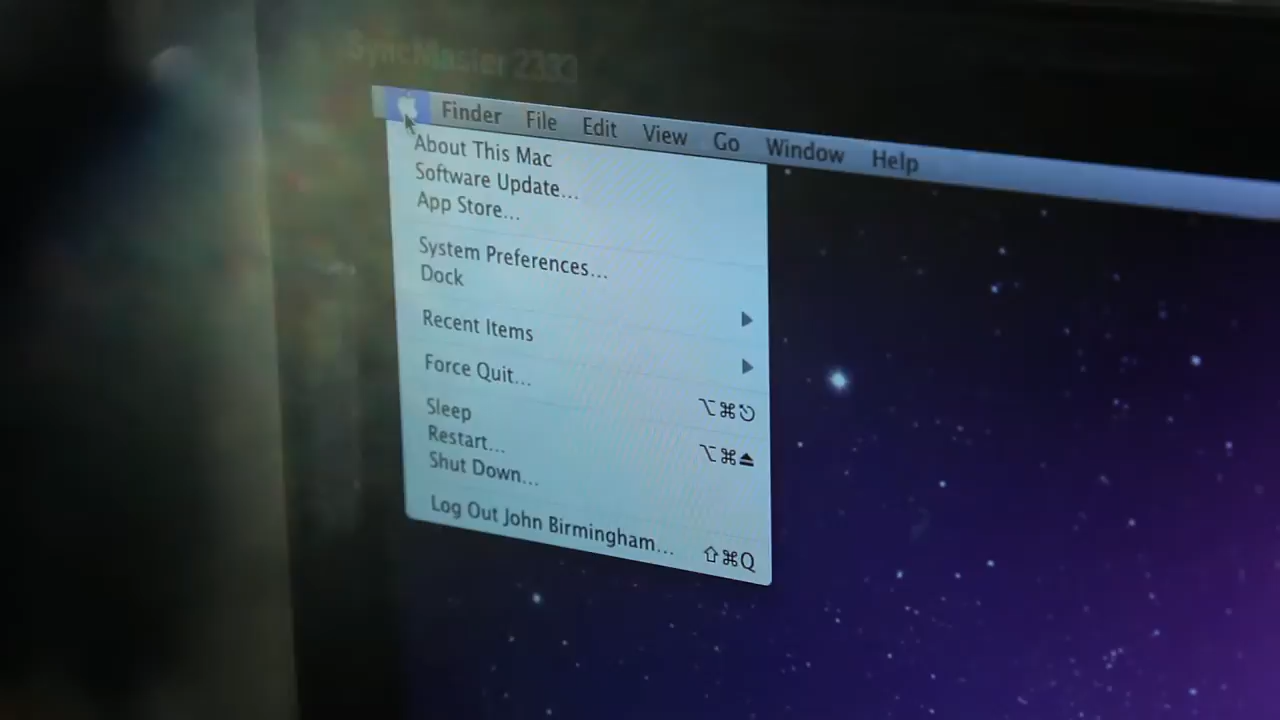 SyncMaster
Finder File Edit View Go Window Help
About This Mac
Software Update...
App Store...
System Preferences...
Dock
Recent Items
Force Quit...
⌥⌘⎋
Sleep
⌥⌘⏏
Restart...
Shut Down...
Log Out John Birmingham... ⇧⌘Q